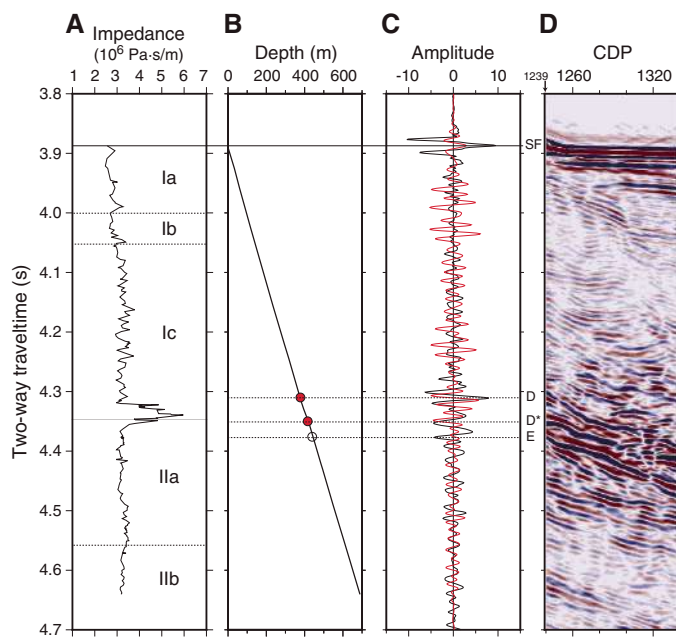 A B C D
Impedance Depth (m) Amplitude CDP
(10⁶ Pa·s/m)
1 2 3 4 5 6 7 0 200 400 600 -10 0 10 1239 1260 1320
3.8
SF
3.9
Ia
4.0
Ib
4.1
4.2
Ic
4.3
D
D*
E
4.4
IIa
4.5
4.6
IIb
4.7
Two-way traveltime (s)